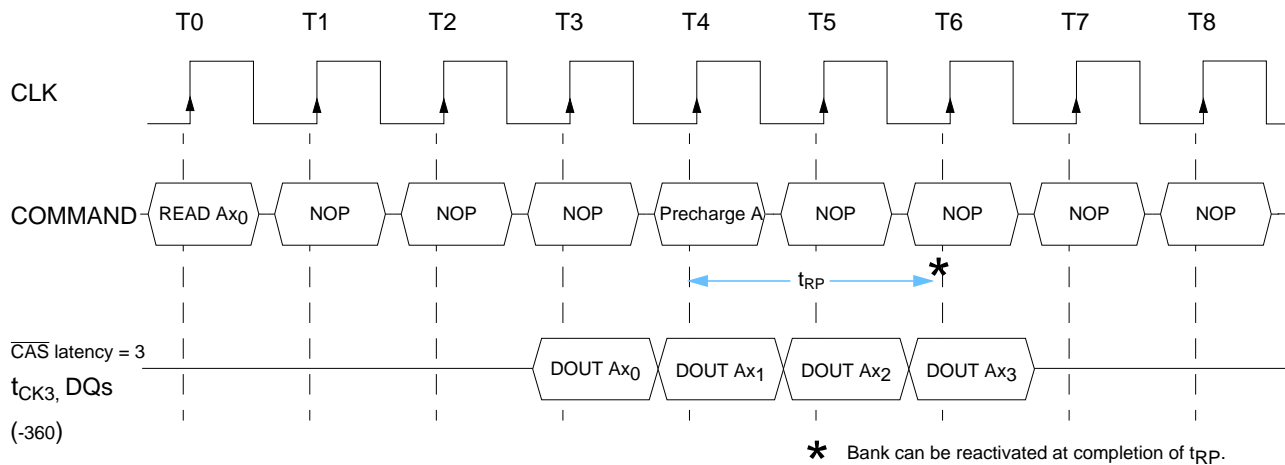 T0 T1 T2 T3 T4 T5 T6 T7 T8
CLK
COMMAND READ Ax0 NOP NOP NOP Precharge A NOP NOP NOP NOP
*
tRP
CAS latency = 3
tCK3, DQs
DOUT Ax0 DOUT Ax1 DOUT Ax2 DOUT Ax3
(-360)
* Bank can be reactivated at completion of tRP.